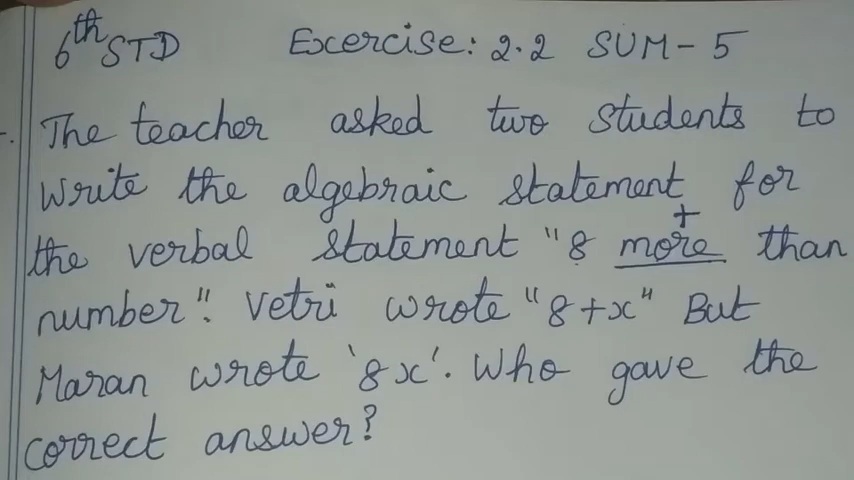 6th STD Excercise: 2.2 SUM - 5
The teacher asked two students to
write the algebraic statement for
+
the verbal statement "8 more than
number". Vetri wrote "8+x" But
Maran wrote '8x'. Who gave the
correct answer?